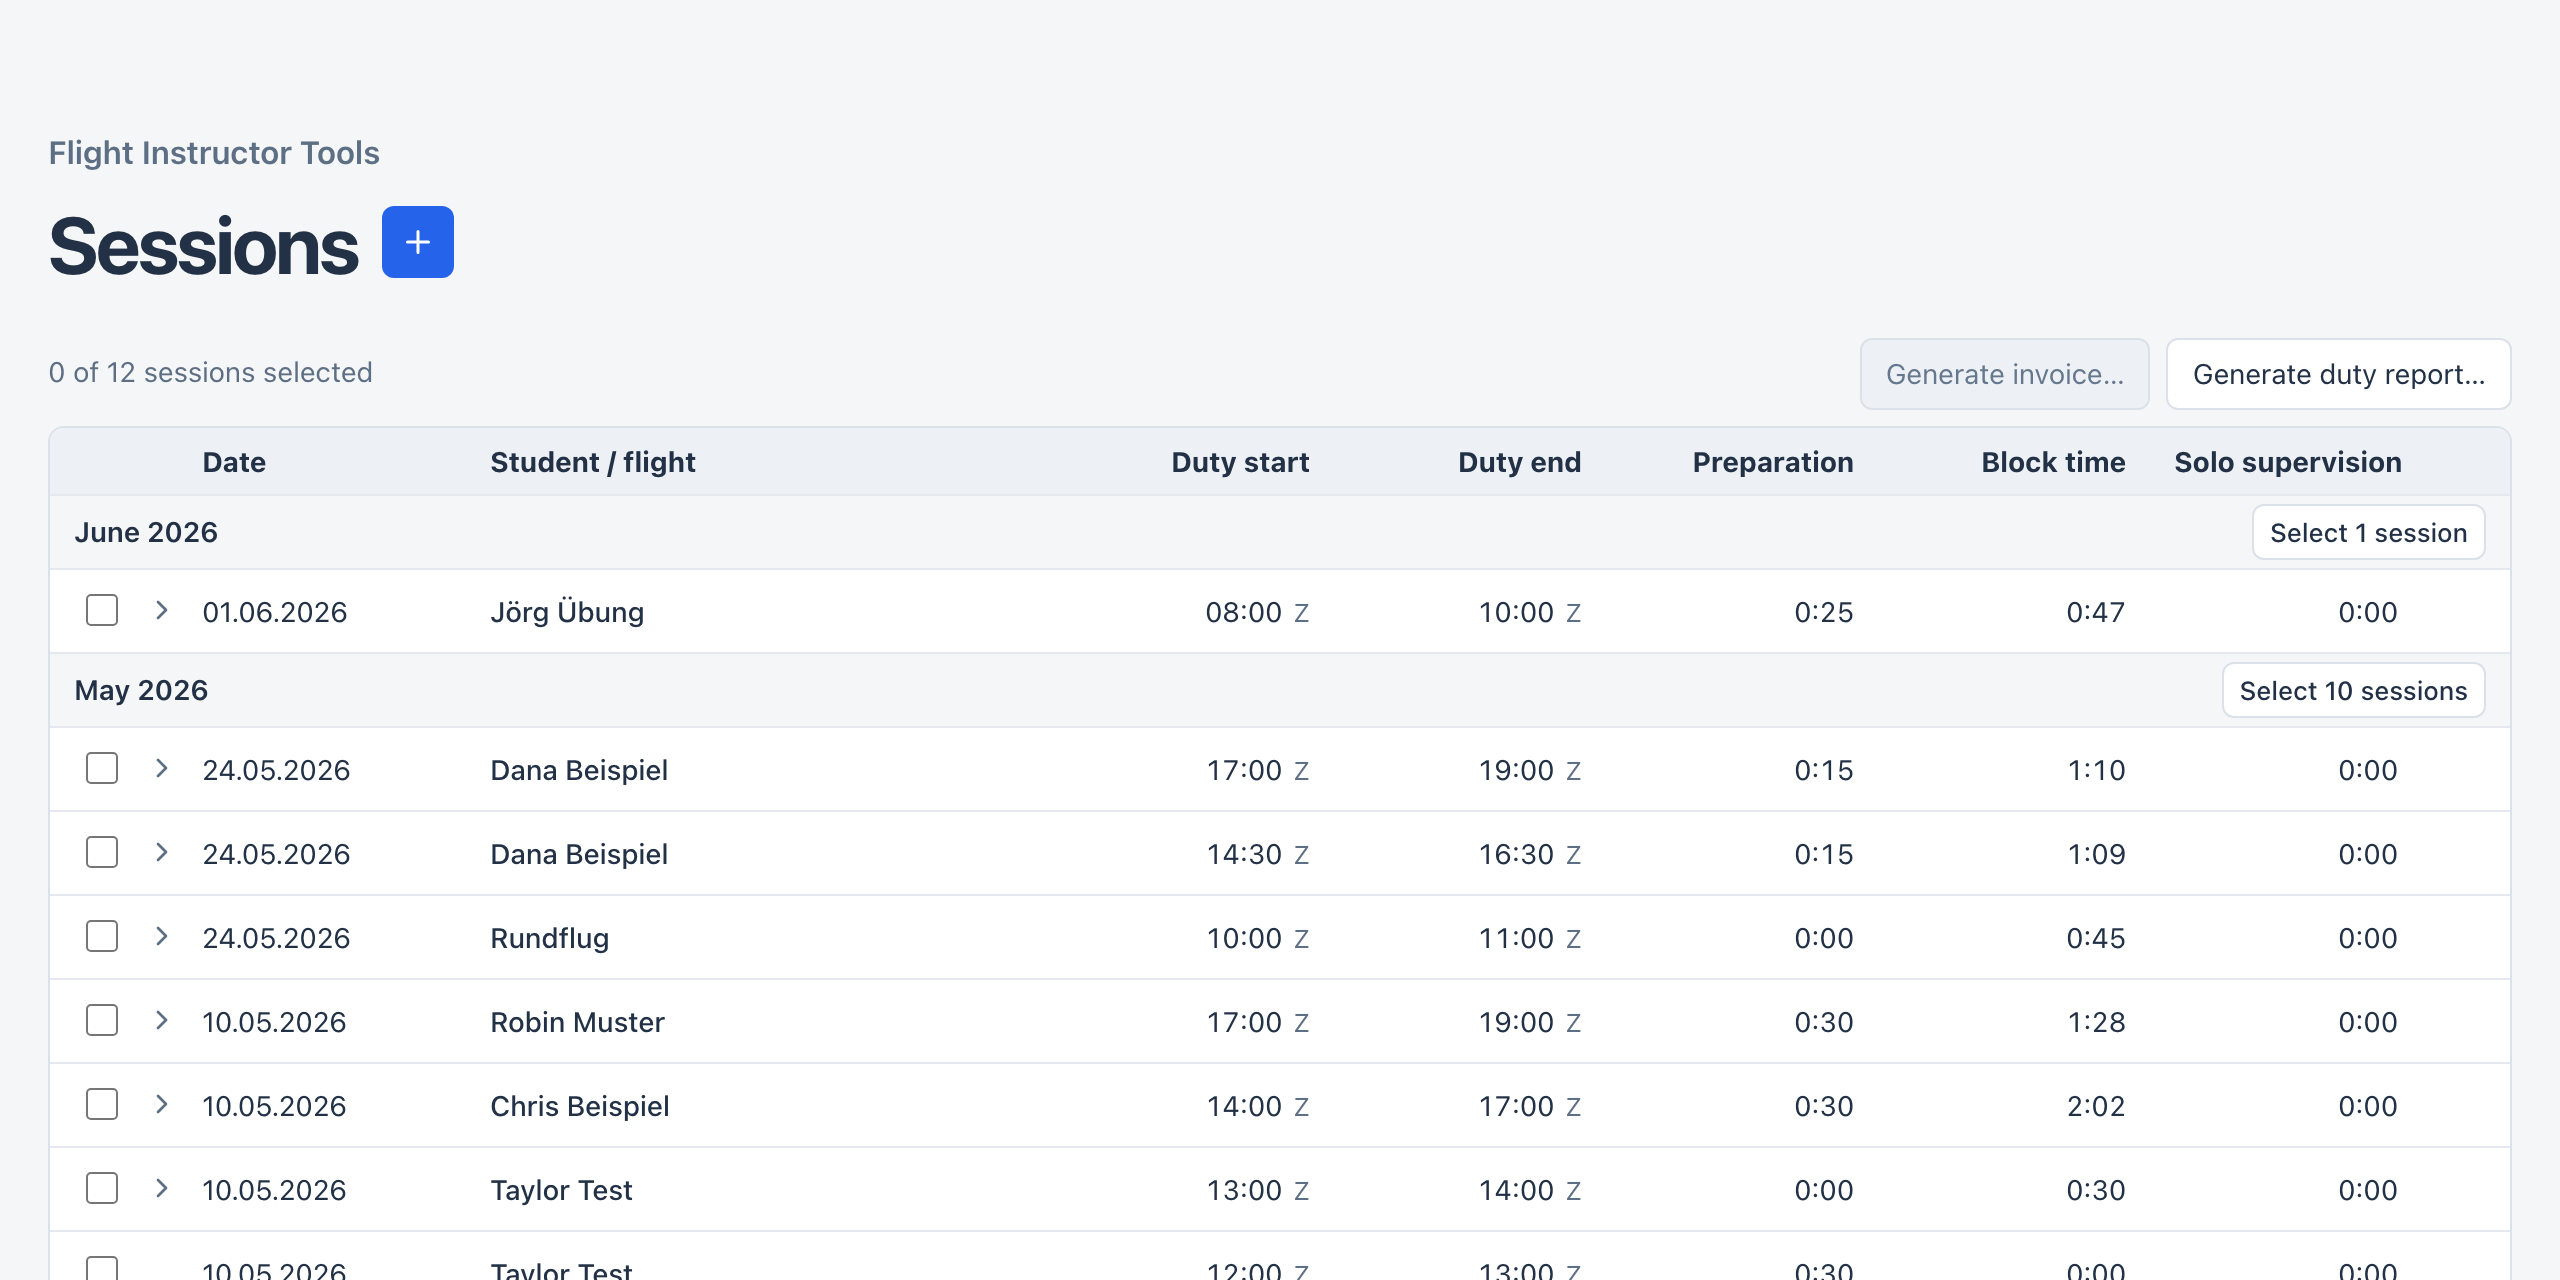 Flight Instructor Tools
Sessions +
0 of 12 sessions selected Generate invoice... Generate duty report...
Date Student / flight Duty start Duty end Preparation Block time Solo supervision
June 2026 Select 1 session
01.06.2026 Jörg Übung 08:00 Z 10:00 Z 0:25 0:47 0:00
May 2026 Select 10 sessions
24.05.2026 Dana Beispiel 17:00 Z 19:00 Z 0:15 1:10 0:00
24.05.2026 Dana Beispiel 14:30 Z 16:30 Z 0:15 1:09 0:00
24.05.2026 Rundflug 10:00 Z 11:00 Z 0:00 0:45 0:00
10.05.2026 Robin Muster 17:00 Z 19:00 Z 0:30 1:28 0:00
10.05.2026 Chris Beispiel 14:00 Z 17:00 Z 0:30 2:02 0:00
10.05.2026 Taylor Test 13:00 Z 14:00 Z 0:00 0:30 0:00
10.05.2026 Taylor Test 12:00 Z 13:00 Z 0:30 0:00 0:00